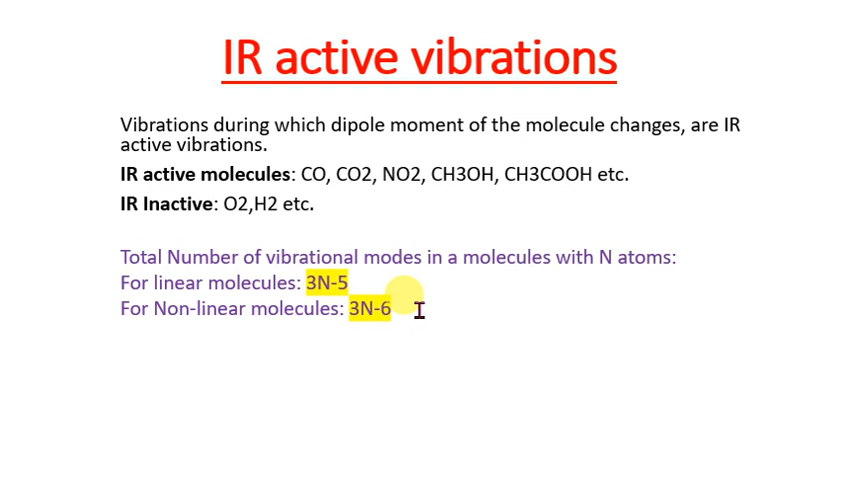 IR active vibrations
Vibrations during which dipole moment of the molecule changes, are IR
active vibrations.
IR active molecules: CO, CO2, NO2, CH3OH, CH3COOH etc.
IR Inactive: O2,H2 etc.
Total Number of vibrational modes in a molecules with N atoms:
For linear molecules: 3N-5
For Non-linear molecules: 3N-6